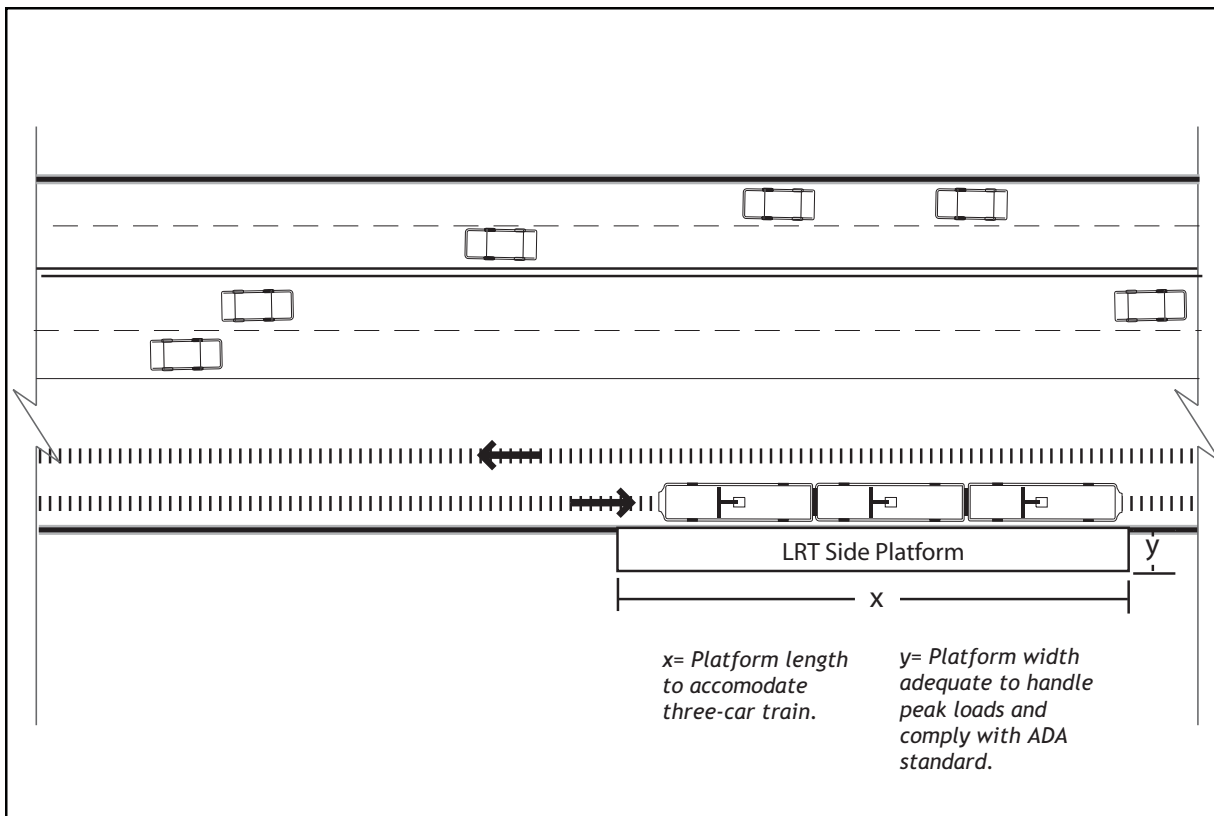 LRT Side Platform
y
x
x= Platform length
to accomodate
three-car train.
y= Platform width
adequate to handle
peak loads and
comply with ADA
standard.